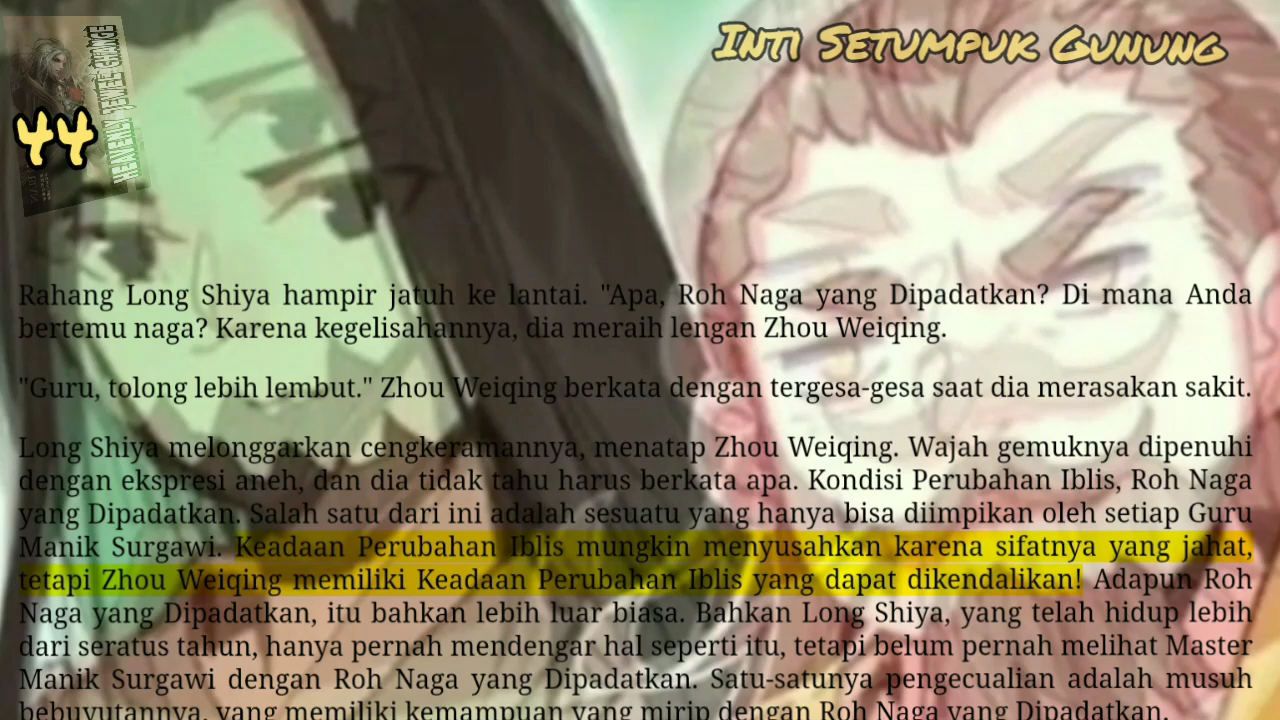 Inti Setumpuk Gunung
HEAVENLY JEWEL CHANGE
44
Rahang Long Shiya hampir jatuh ke lantai. "Apa, Roh Naga yang Dipadatkan? Di mana Anda
bertemu naga? Karena kegelisahannya, dia meraih lengan Zhou Weiqing.
"Guru, tolong lebih lembut." Zhou Weiqing berkata dengan tergesa-gesa saat dia merasakan sakit.
Long Shiya melonggarkan cengkeramannya, menatap Zhou Weiqing. Wajah gemuknya dipenuhi
dengan ekspresi aneh, dan dia tidak tahu harus berkata apa. Kondisi Perubahan Iblis, Roh Naga
yang Dipadatkan. Salah satu dari ini adalah sesuatu yang hanya bisa diimpikan oleh setiap Guru
Manik Surgawi. Keadaan Perubahan Iblis mungkin menyusahkan karena sifatnya yang jahat,
tetapi Zhou Weiqing memiliki Keadaan Perubahan Iblis yang dapat dikendalikan! Adapun Roh
Naga yang Dipadatkan, itu bahkan lebih luar biasa. Bahkan Long Shiya, yang telah hidup lebih
dari seratus tahun, hanya pernah mendengar hal seperti itu, tetapi belum pernah melihat Master
Manik Surgawi dengan Roh Naga yang Dipadatkan. Satu-satunya pengecualian adalah musuh
bebuyutannya, yang memiliki kemampuan yang mirip dengan Roh Naga yang Dipadatkan.